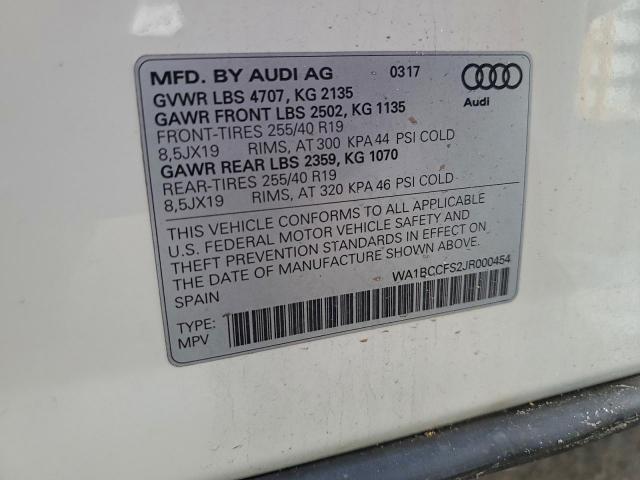 MFD. BY AUDI AG 0317
GVWR LBS 4707, KG 2135
GAWR FRONT LBS 2502, KG 1135
FRONT-TIRES 255/40 R19
8,5JX19 RIMS, AT 300 KPA 44 PSI COLD
GAWR REAR LBS 2359, KG 1070
REAR-TIRES 255/40 R19
8,5JX19 RIMS, AT 320 KPA 46 PSI COLD
Audi
THIS VEHICLE CONFORMS TO ALL APPLICABLE
U.S. FEDERAL MOTOR VEHICLE SAFETY AND
THEFT PREVENTION STANDARDS IN EFFECT ON
THE DATE OF MANUFACTURE SHOWN ABOVE.
SPAIN WA1BCCFS2JR000454
TYPE:
MPV